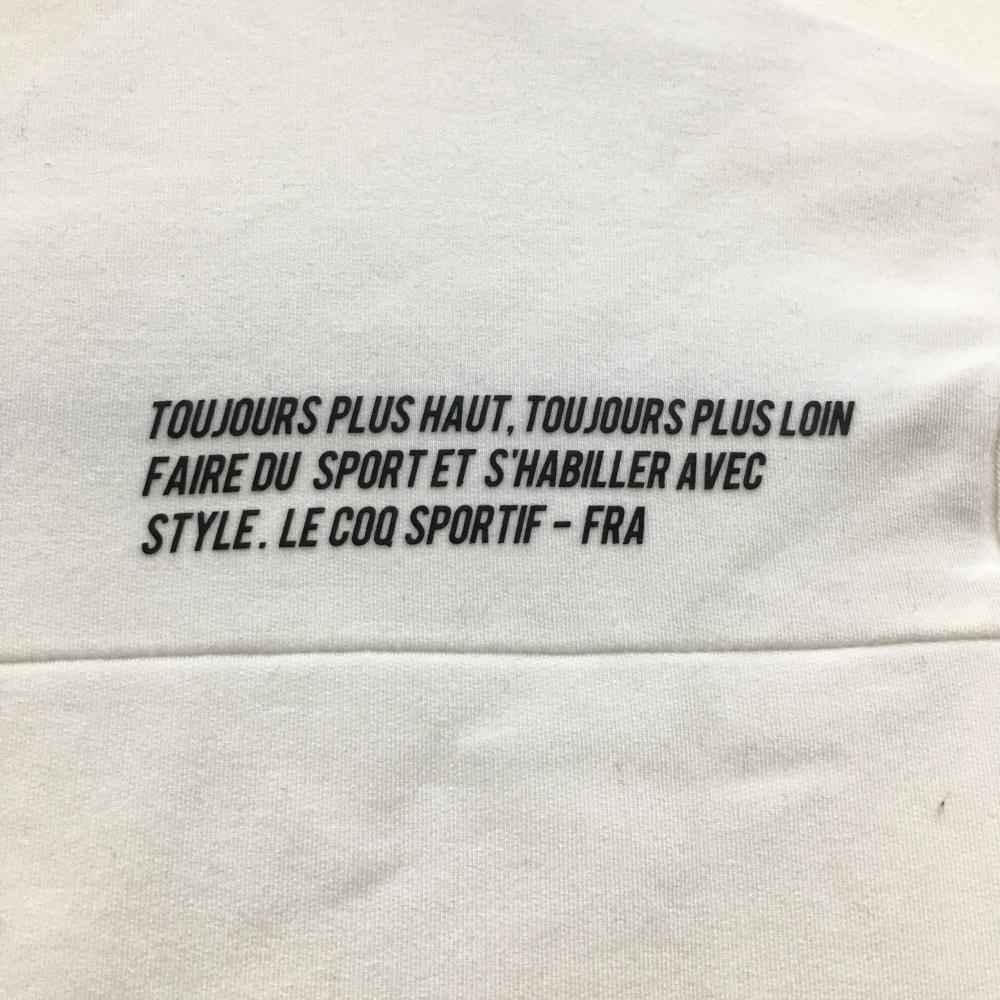 TOUJOURS PLUS HAUT, TOUJOURS PLUS LOIN
FAIRE DU SPORT ET S'HABILLER AVEC
STYLE. LE COQ SPORTIF - FRA